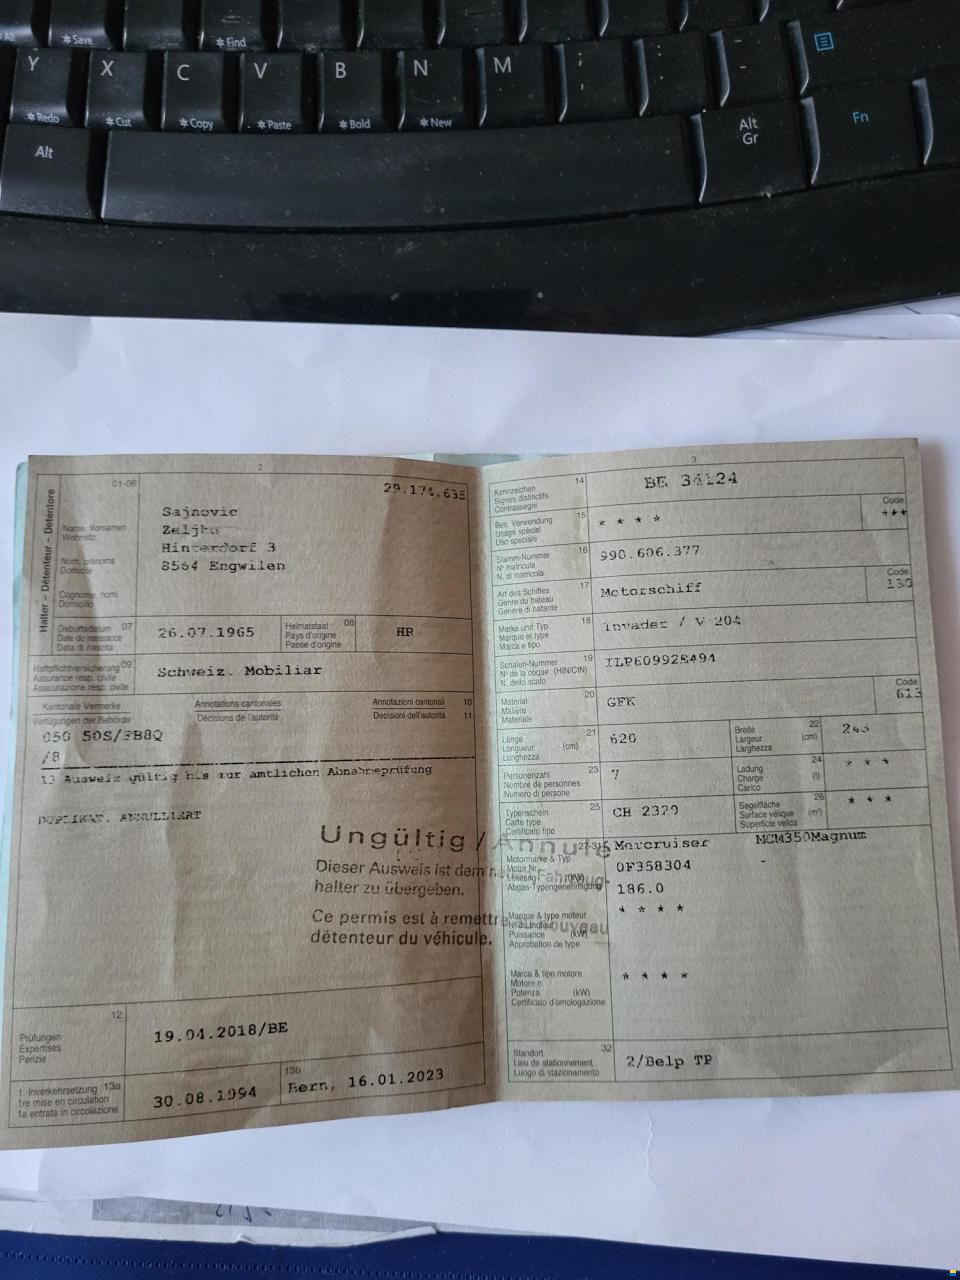 All
*Save
*Find
Y
X
C
V
B
N
M
;
:
-
*Redo
*Cut
*Copy
*Paste
*Bold
*New
Alt
Alt
Gr
Fn
2
01-06
29.174.635
Halter – Détenteur – Detentore
Name, Vornamen
Wohnsitz
Nom, prénoms
Domicile
Cognome, nomi
Domicilio
Sajnovic
Hinterdorf 3
8564 Engwilen
Geburtsdatum 07
Date de naissance
Data di nascita
26.07.1965
Heimatstaat 08
Pays d'origine
Paese d'origine
HR
Haftpflichtversicherung 09
Assurance resp. civile
Assicurazione resp. civile
Schweiz. Mobiliar
Kantonale Vermerke
Annotations cantonales
Annotazioni cantonali 10
Verfügungen der Behörde
Décisions de l'autorité
Decisioni dell'autorità 11
050 50S/3B8Q
/8
13 Ausweis gültig bis zur amtlichen Abnahmeprüfung
DUPLIKAT, ANNULLIERT
Ungültig / Annulé
Dieser Ausweis ist dem neuen Fahrzeug-
halter zu übergeben.
Ce permis est à remettre au nouveau
détenteur du véhicule.
12
Prüfungen
Expertises
Perizie
19.04.2018/BE
1. Inverkehrsetzung 13a
1re mise en circulation
1a entrata in circolazione
30.08.1994
13b
Bern, 16.01.2023
3
Kennzeichen 14
Signes distinctifs
Contrassegni
BE 34124
Bes. Verwendung 15
Usage spécial
Uso speciale
* * * *
Code
***
Stamm-Nummer 16
N° matricule
N. di matricola
990.606.377
Art des Schiffes 17
Genre du bateau
Genere di natante
Motorschiff
Code
130
Marke und Typ 18
Marque et type
Marca e tipo
Invader / V 204
Schalen-Nummer 19
N° de la coque (HIN/CIN)
N. dello scafo
ILP60992E494
Material 20
Matière
Materiale
GFK
Code
613
Länge 21
Longueur (cm)
Lunghezza
620
Breite 22
Largeur (cm)
Larghezza
Personenzahl 23
Nombre de personnes
Numero di persone
7
Ladung 24
Charge (t)
Carico
* * *
Typenschein 25
Carte type
Certificato tipo
CH 2320
Segelfläche 26
Surface vélique (m²)
Superficie velica
* * *
27-31
Mercruiser MCM350Magnum
Motormarke & Typ
Motor Nr.
Leistung (kW)
Abgas-Typengenehmigung
0F358304 -
186.0
* * * *
Marque & type moteur
N° du moteur
Puissance (kW)
Approbation de type
* * * *
Marca & tipo motore
Motore n.
Potenza (kW)
Certificato d'omologazione
Standort 32
Lieu de stationnement
Luogo di stazionamento
2/Belp TP